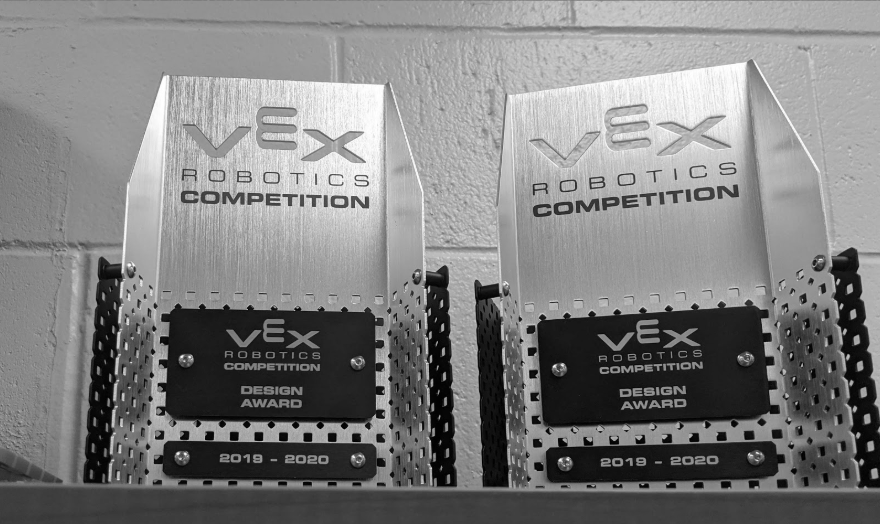 VEX
ROBOTICS
COMPETITION
VEX
ROBOTICS
COMPETITION
DESIGN
AWARD
2019 - 2020
VEX
ROBOTICS
COMPETITION
VEX
ROBOTICS
COMPETITION
DESIGN
AWARD
2019 - 2020